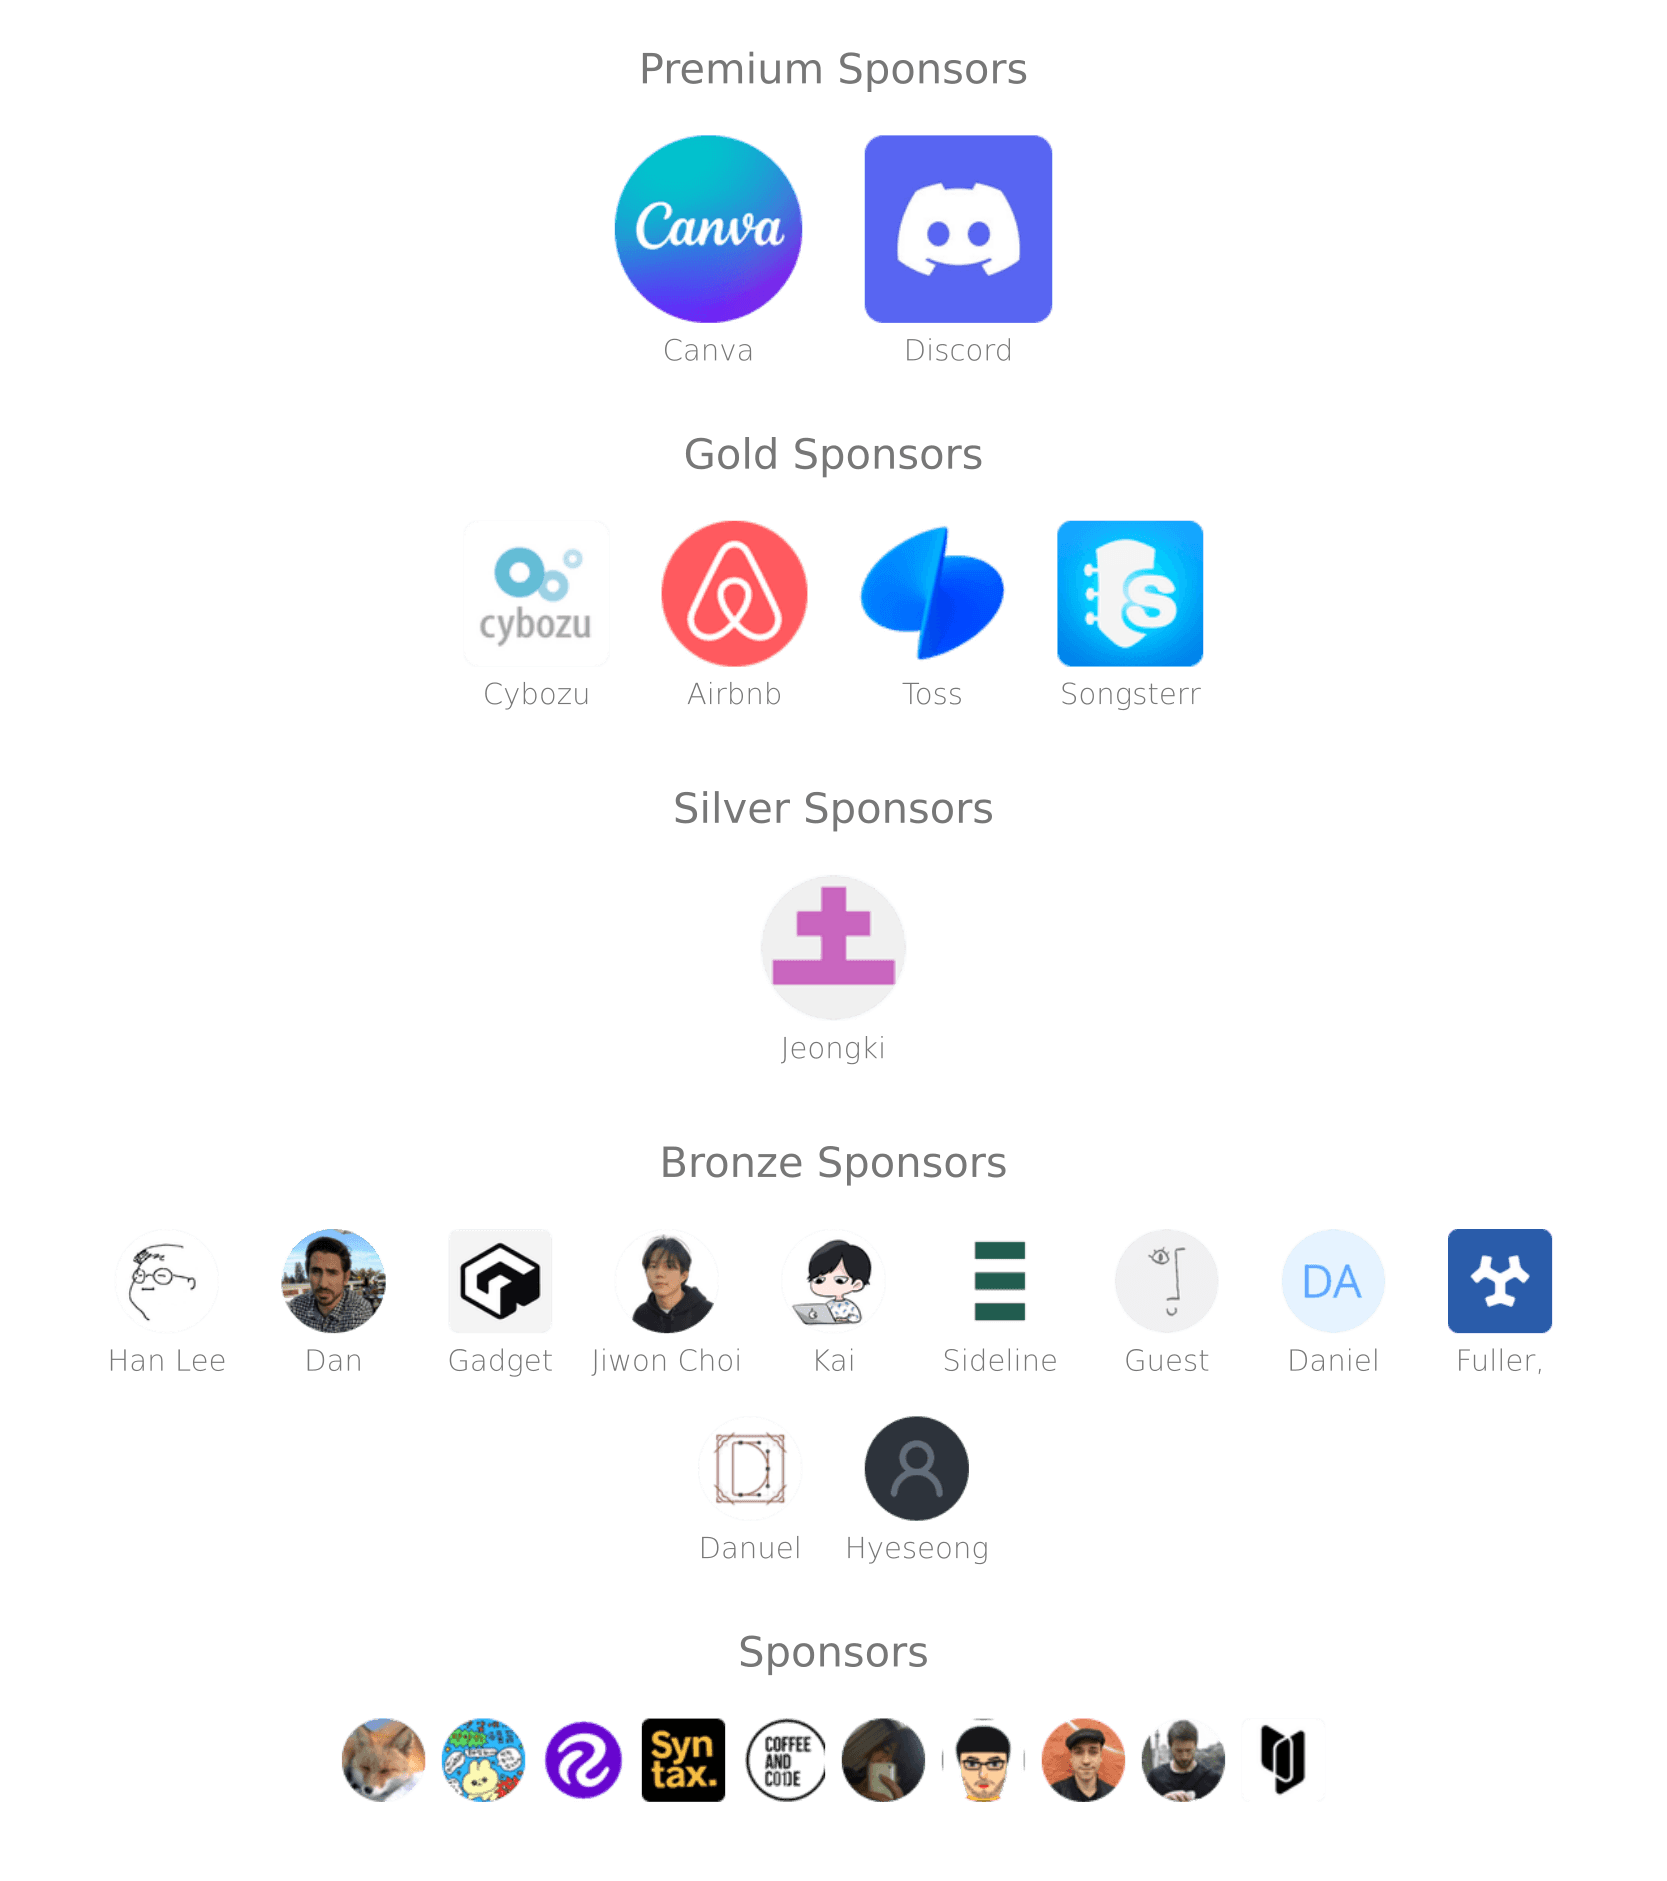 Premium Sponsors
Canva
Canva Discord
Gold Sponsors
cybozu
S
Cybozu Airbnb Toss Songsterr
Silver Sponsors
Jeongki
Bronze Sponsors
DA
Han Lee Dan Gadget Jiwon Choi Kai Sideline Guest Daniel Fuller,
D
Danuel Hyeseong
Sponsors
Syn
tax.
COFFEE
AND
CODE